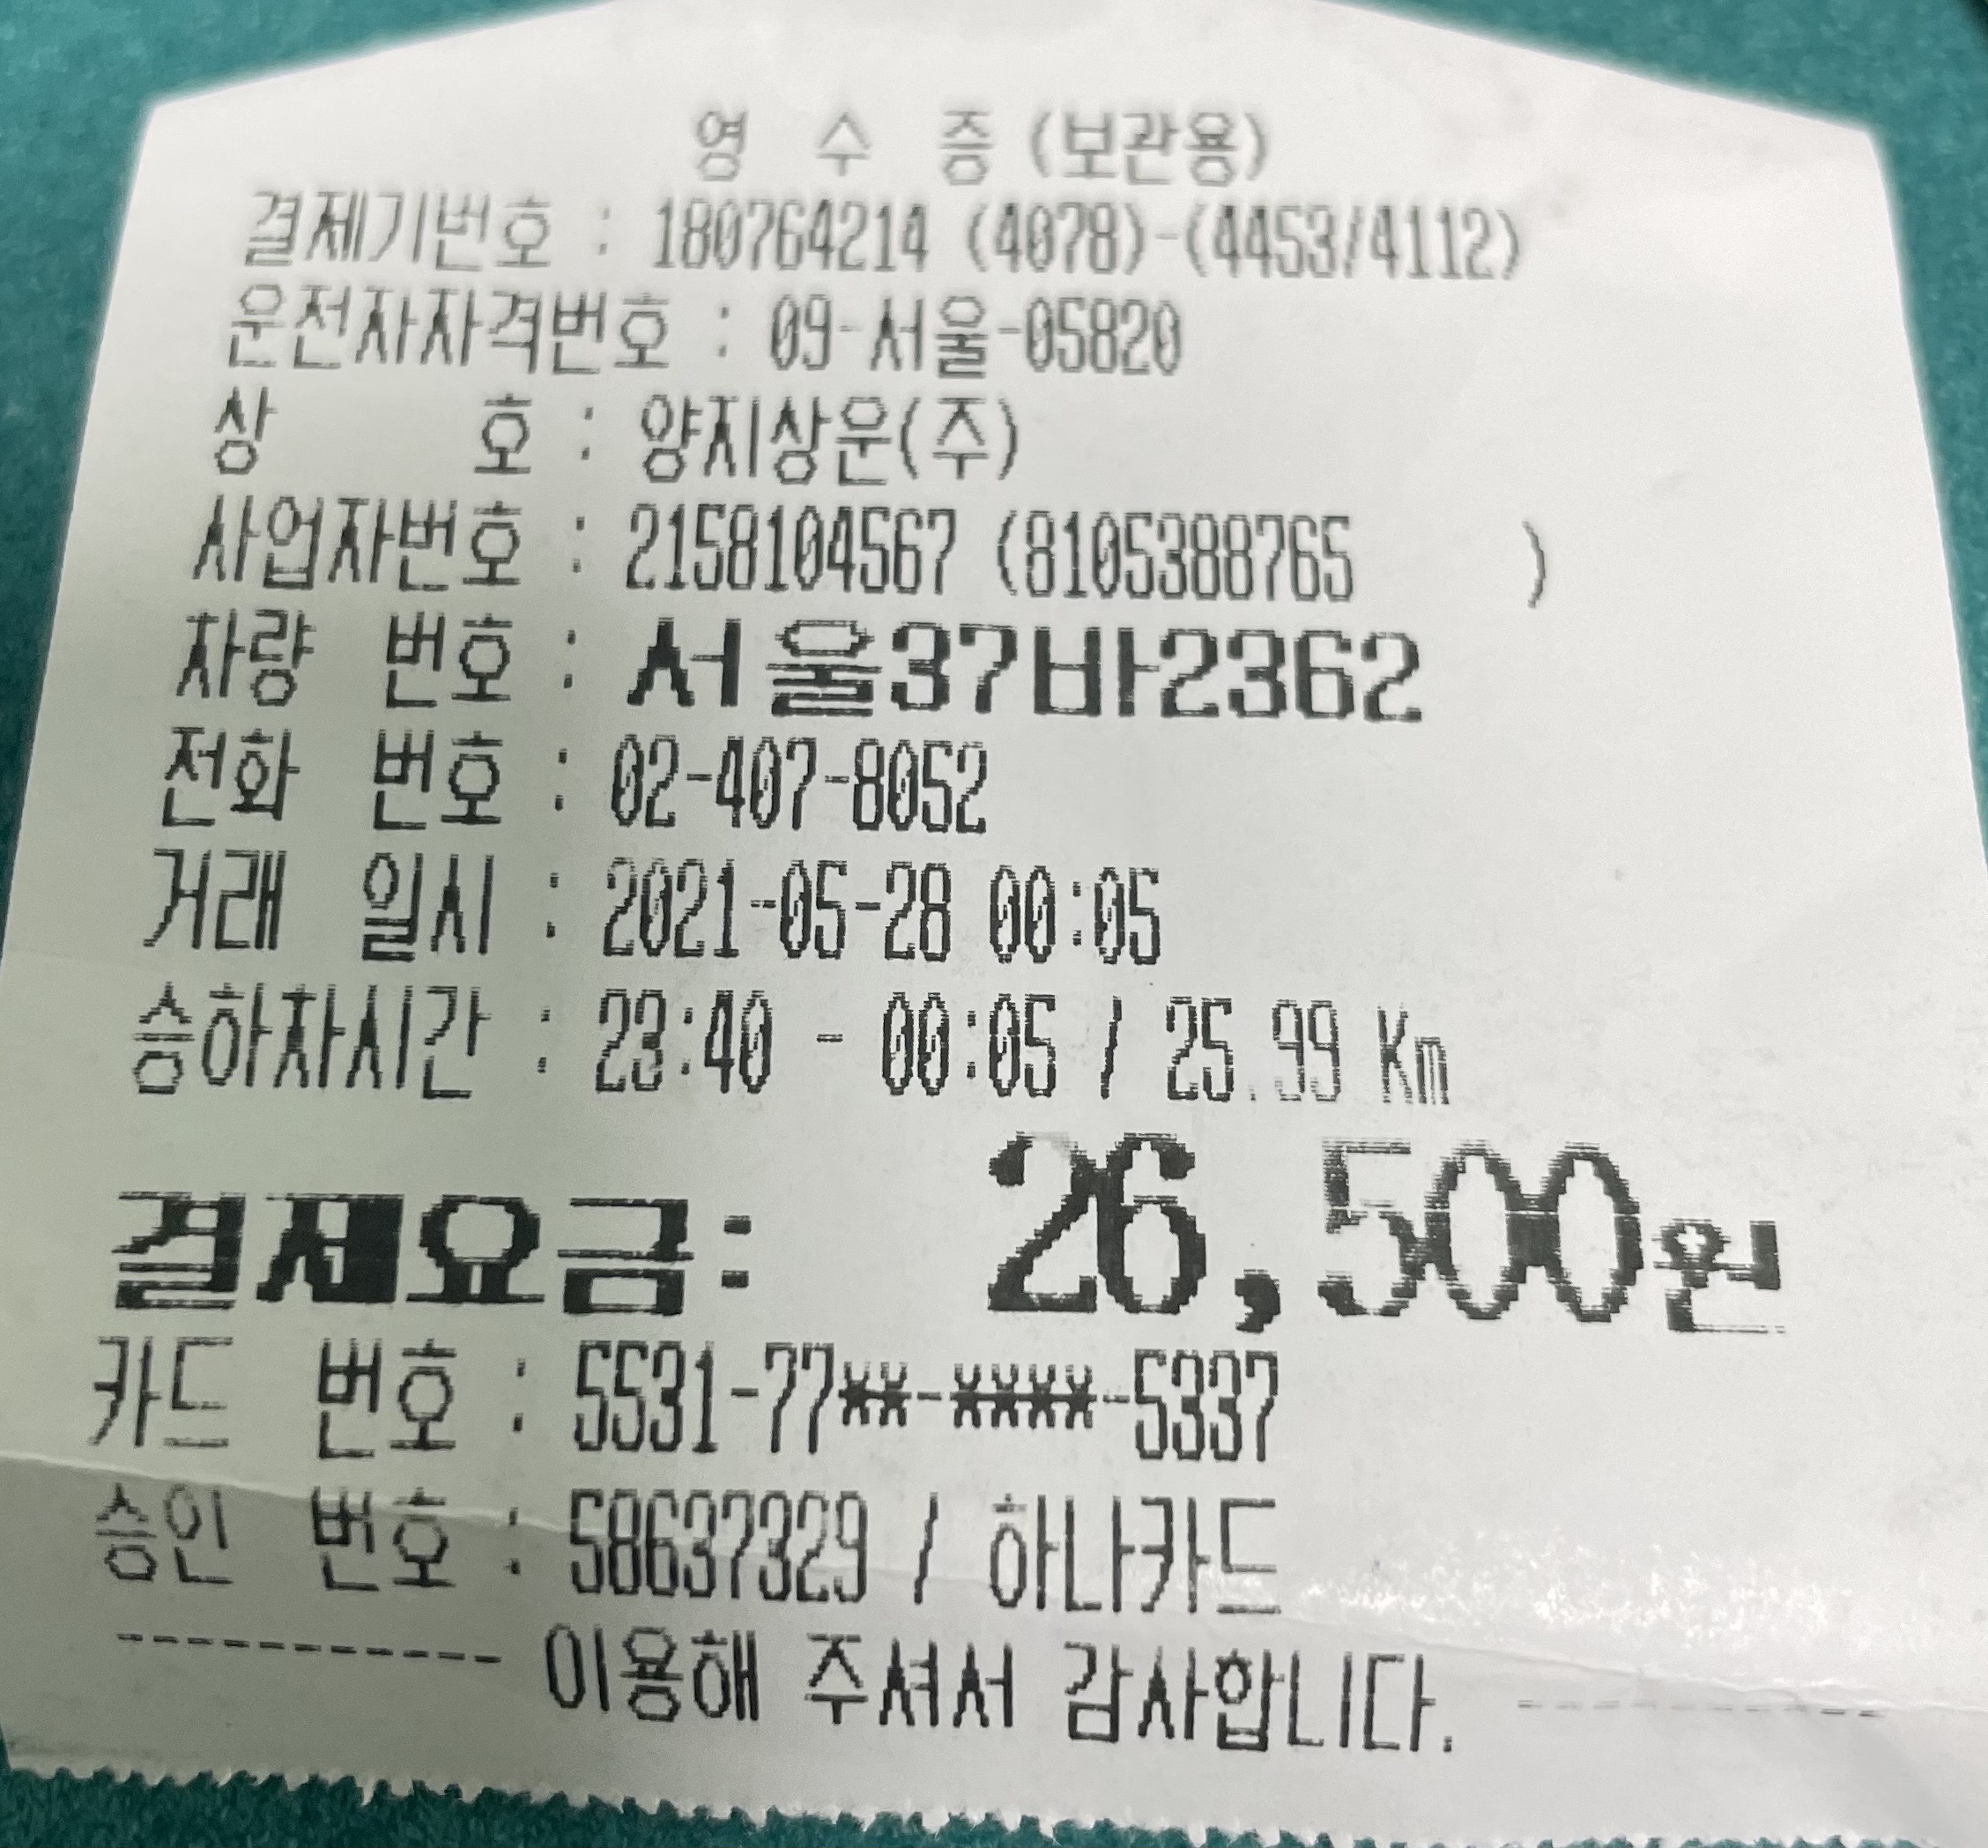 영 수 증 (보관용)
결제기번호 : 180764214 (4078)-(4453/4112)
운전자자격번호 : 09-서울-05820
상 호 : 양지상운(주)
사업자번호 : 2158104567 (8105388765 )
차량 번호 : 서울37바2362
전화 번호 : 02-407-8052
거래 일시 : 2021-05-28 00:05
승하차시간 : 23:40 - 00:05 / 25.99 Km
결제요금: 26,500원
카드 번호 : 5531-77**-****-5337
승인 번호 : 58637329 / 하나카드
----------- 이용해 주셔서 감사합니다. -----------